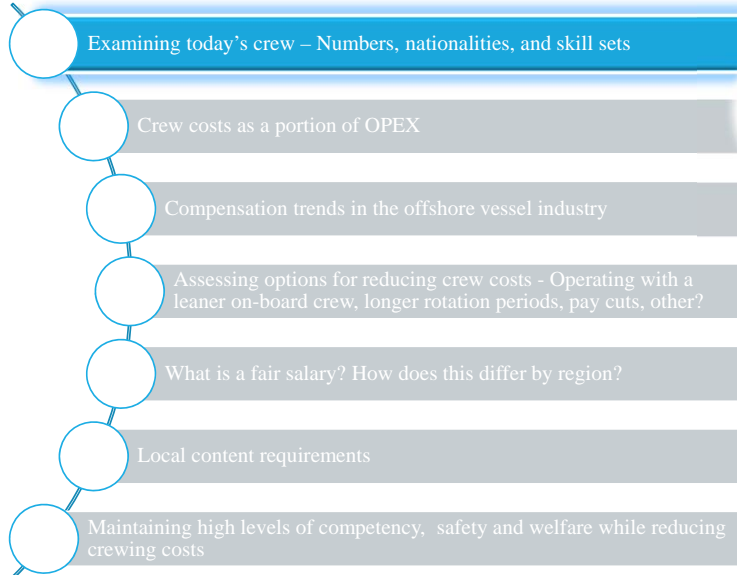 Examining today’s crew – Numbers, nationalities, and skill sets
Crew costs as a portion of OPEX
Compensation trends in the offshore vessel industry
Assessing options for reducing crew costs - Operating with a
leaner on-board crew, longer rotation periods, pay cuts, other?
What is a fair salary? How does this differ by region?
Local content requirements
Maintaining high levels of competency,  safety and welfare while reducing
crewing costs